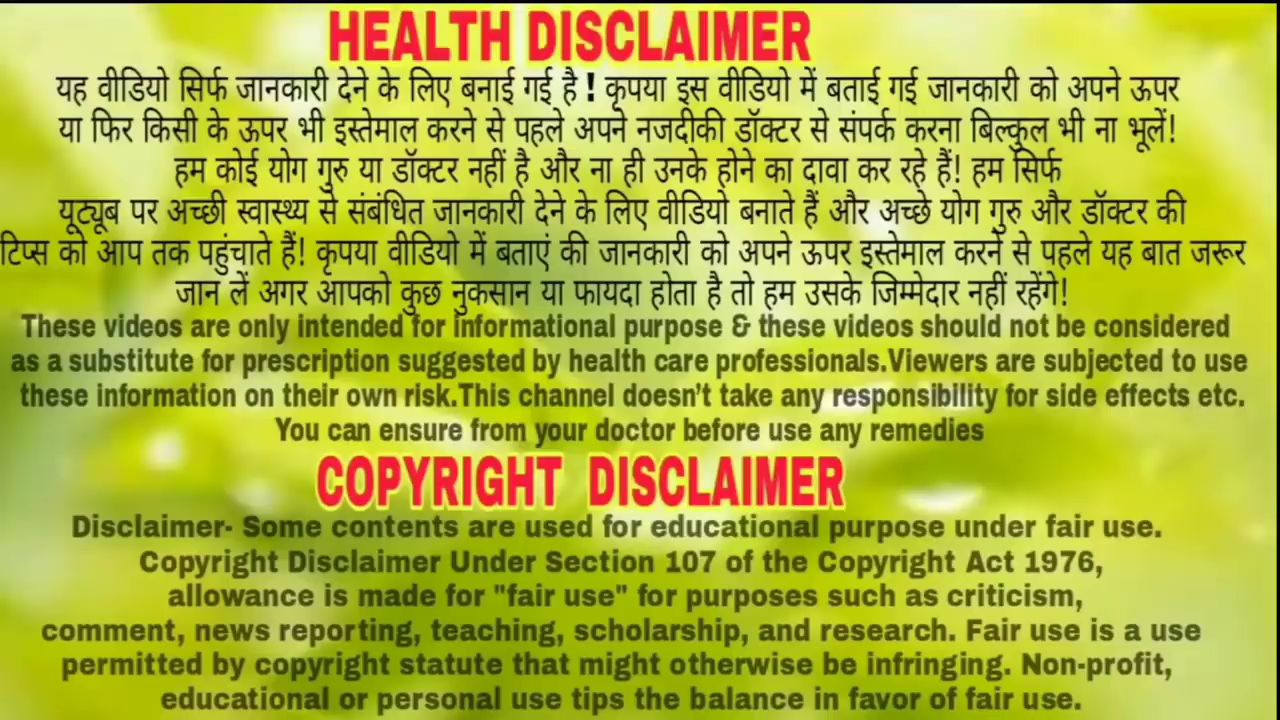 HEALTH DISCLAIMER
यह वीडियो सिर्फ जानकारी देने के लिए बनाई गई है ! कृपया इस वीडियो में बताई गई जानकारी को अपने ऊपर
या फिर किसी के ऊपर भी इस्तेमाल करने से पहले अपने नजदीकी डॉक्टर से संपर्क करना बिल्कुल भी ना भूलें!
हम कोई योग गुरु या डॉक्टर नहीं है और ना ही उनके होने का दावा कर रहे हैं! हम सिर्फ
यूट्यूब पर अच्छी स्वास्थ्य से संबंधित जानकारी देने के लिए वीडियो बनाते हैं और अच्छे योग गुरु और डॉक्टर की
टिप्स को आप तक पहुंचाते हैं! कृपया वीडियो में बताएं की जानकारी को अपने ऊपर इस्तेमाल करने से पहले यह बात जरूर
जान लें अगर आपको कुछ नुकसान या फायदा होता है तो हम उसके जिम्मेदार नहीं रहेंगे!
These videos are only intended for informational purpose & these videos should not be considered
as a substitute for prescription suggested by health care professionals.Viewers are subjected to use
these information on their own risk.This channel doesn't take any responsibility for side effects etc.
You can ensure from your doctor before use any remedies
COPYRIGHT DISCLAIMER
Disclaimer- Some contents are used for educational purpose under fair use.
Copyright Disclaimer Under Section 107 of the Copyright Act 1976,
allowance is made for "fair use" for purposes such as criticism,
comment, news reporting, teaching, scholarship, and research. Fair use is a use
permitted by copyright statute that might otherwise be infringing. Non-profit,
educational or personal use tips the balance in favor of fair use.